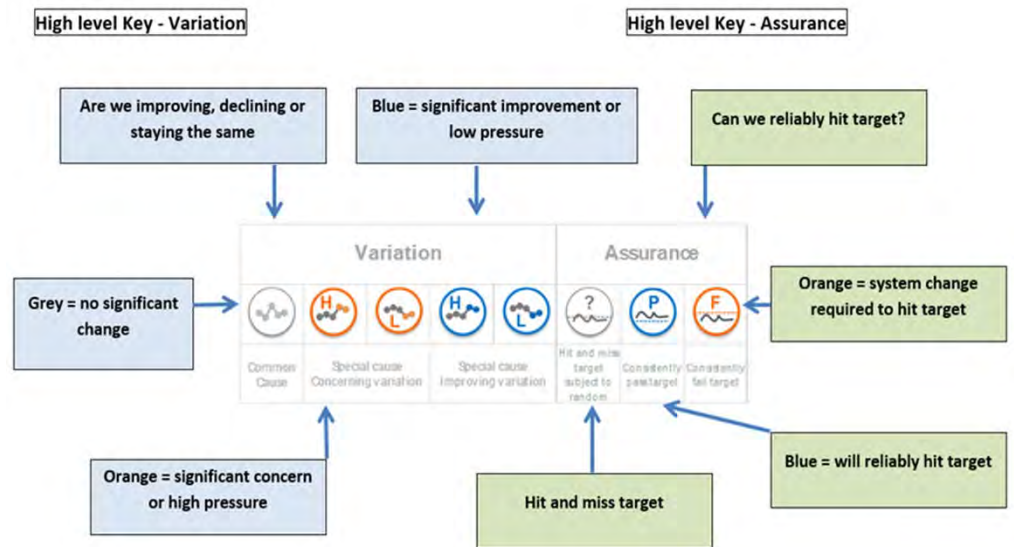 High level Key - Variation
High level Key - Assurance
Are we improving, declining or
staying the same
Blue = significant improvement or
low pressure
Can we reliably hit target?
Variation
Assurance
Grey = no significant
change
H
L
H
L
?
P
F
Orange = system change
required to hit target
Common
Cause
Special cause
Concerning variation
Special cause
Improving variation
Hit and miss
target
subject to
random
Consistently
pass target
Consistently
fail target
Orange = significant concern
or high pressure
Hit and miss target
Blue = will reliably hit target